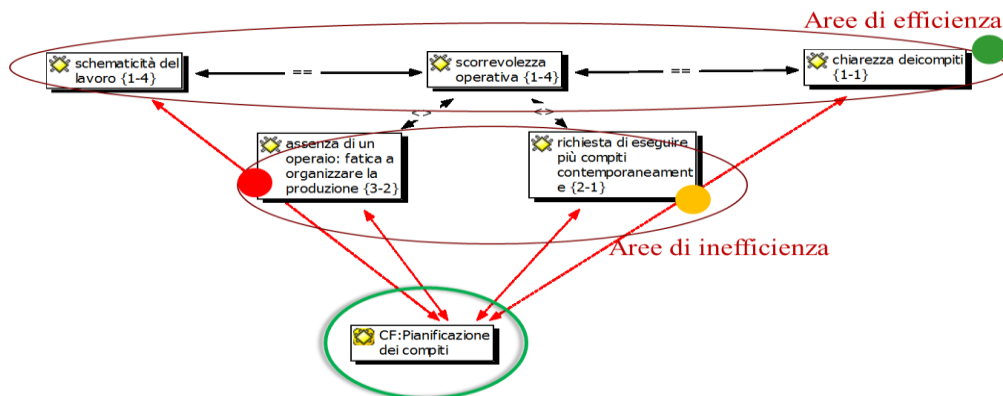 Aree di efficienza
schematicità del
lavoro {1-4}
==
scorrevolezza
operativa {1-4}
==
chiarezza deicompiti
{1-1}
<>
<>
assenza di un
operaio: fatica a
organizzare la
produzione {3-2}
richiesta di eseguire
più compiti
contemporaneament
e {2-1}
Aree di inefficienza
CF:Pianificazione
dei compiti